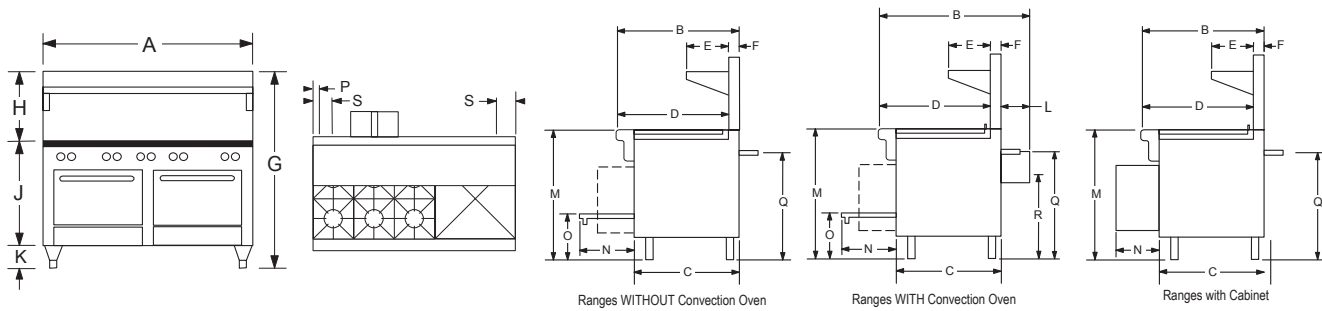 A
H
J
K
G
P
S
S
B
E
F
D
M
O
N
C
Q
Ranges WITHOUT Convection Oven
B
E
F
D
L
M
O
N
C
R
Q
Ranges WITH Convection Oven
B
E
F
D
M
N
C
Q
Ranges with Cabinet